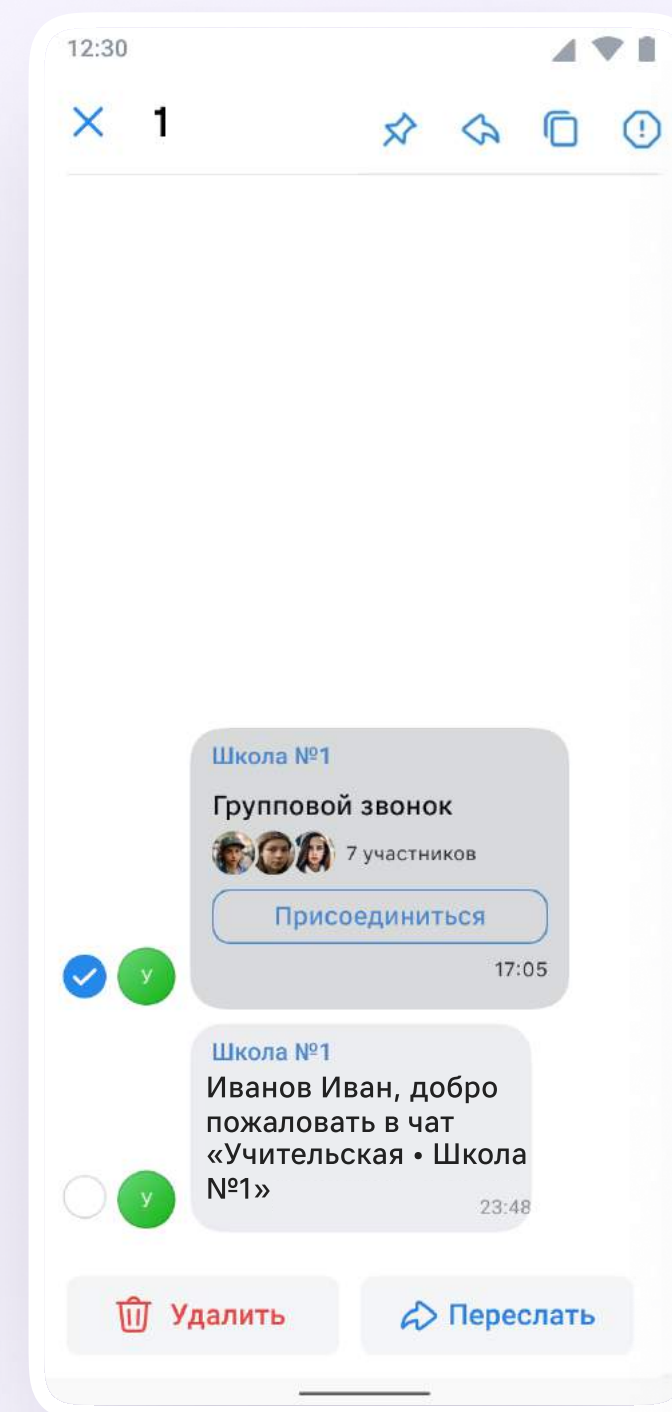 12:30
1
Школа №1
Групповой звонок
7 участников
Присоединиться
17:05
У
Школа №1
Иванов Иван, добро
пожаловать в чат
«Учительская • Школа
№1»
23:48
У
Удалить
Переслать